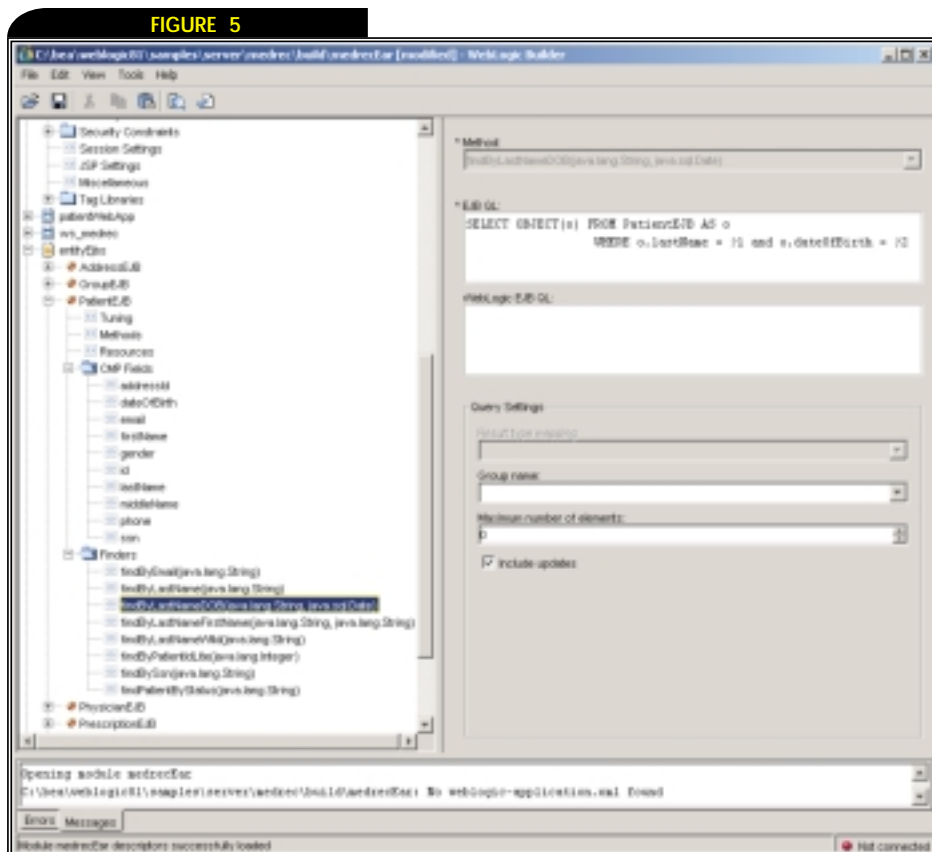 FIGURE 5
C:\bea\weblogic81\samples\server\medrec\build\medrecEar [modified] - WebLogic Builder
File Edit View Tools Help
Security Constraints
Session Settings
JSP Settings
Miscellaneous
Tag Libraries
patientWebApp
ws_medrec
entityEjbs
AddressEJB
GroupEJB
PatientEJB
Tuning
Methods
Resources
CMP Fields
addressId
dateOfBirth
email
firstName
gender
id
lastName
middleName
phone
ssn
Finders
findByEmail(java.lang.String)
findByLastName(java.lang.String)
findByLastNameDOB(java.lang.String, java.sql.Date)
findByLastNameFirstName(java.lang.String, java.lang.String)
findByLastNameWild(java.lang.String)
findByPatientIdLite(java.lang.Integer)
findBySsn(java.lang.String)
findPatientByStatus(java.lang.String)
PhysicianEJB
PrescriptionEJB
* Method:
findByLastNameDOB(java.lang.String, java.sql.Date)
* EJB QL:
SELECT OBJECT(o) FROM PatientEJB AS o
WHERE o.lastName = ?1 and o.dateOfBirth = ?2
WebLogic EJB QL:
Query Settings
Result type mapping:
Group name:
Maximum number of elements:
0
Include updates
Opening module medrecEar
C:\bea\weblogic81\samples\server\medrec\build\medrecEar: No weblogic-application.xml found
Errors Messages
Module medrecEar descriptors successfully loaded
Not connected